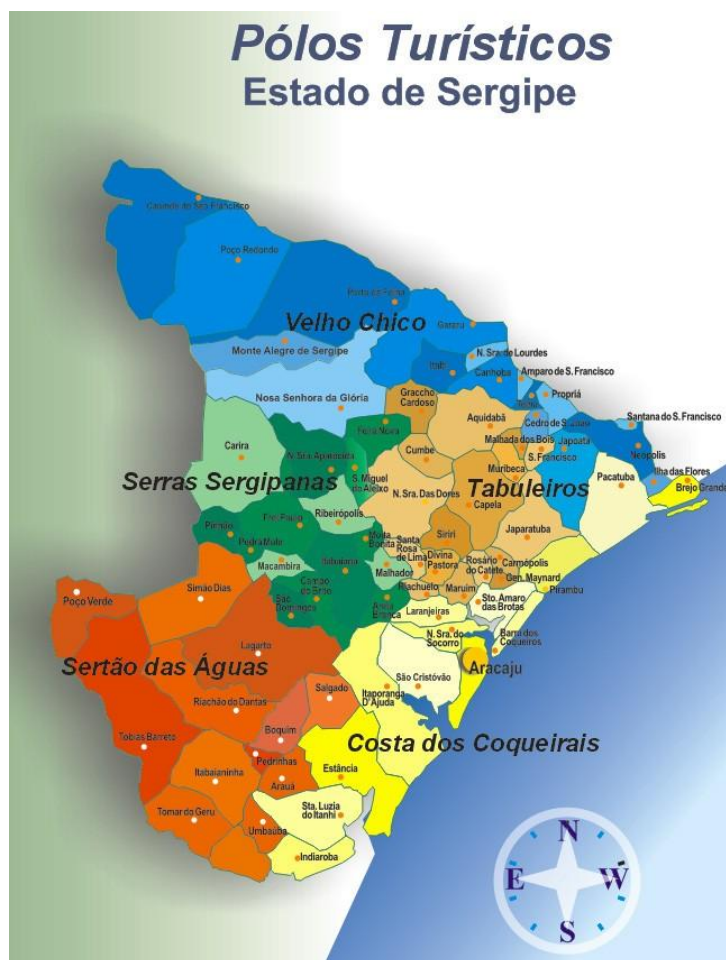 Pólos Turísticos
Estado de Sergipe
Canindé de São Francisco
Poço Redondo
Porto da Folha
Velho Chico
Gararu
Monte Alegre de Sergipe
N. Sra. de Lourdes
Itabi
Canhoba
Amparo de S. Francisco
Nosa Senhora da Glória
Graccho
Cardoso
Telha
Propriá
Cedro de S. João
Santana do S. Francisco
Aquidabã
Feira Nova
Malhada dos Bois
Japoatã
Neópolis
Carira
Cumbe
S. Francisco
N. Sra. Aparecida
S. Miguel
do Aleixo
Muribeca
Pacatuba
Ilha das Flores
Brejo Grande
Serras Sergipanas
Tabuleiros
N. Sra. Das Dores
Capela
Ribeirópolis
Pinhão
Frei Paulo
Moita
Bonita
Siriri
Japaratuba
Pedra Mole
Santa
Rosa
de Lima
Divina
Pastora
Rosário
do Catete
Carmópolis
Gen. Maynard
Macambira
Itabaiana
Malhador
Pirambu
Campo
do Brito
Riachuelo
Maruim
Simão Dias
São
Domingos
Areia
Branca
Laranjeiras
Sto. Amaro
das Brotas
Poço Verde
N. Sra. do
Socorro
Barra dos
Coqueiros
Lagarto
Sertão das Águas
Aracaju
São Cristóvão
Salgado
Itaporanga
D'Ajuda
Riachão do Dantas
Boquim
Tobias Barreto
Costa dos Coqueirais
Pedrinhas
Itabaianinha
Arauá
Estância
Tomar do Geru
Sta. Luzia
do Itanhi
Umbaúba
Indiaroba
N
E
W
S